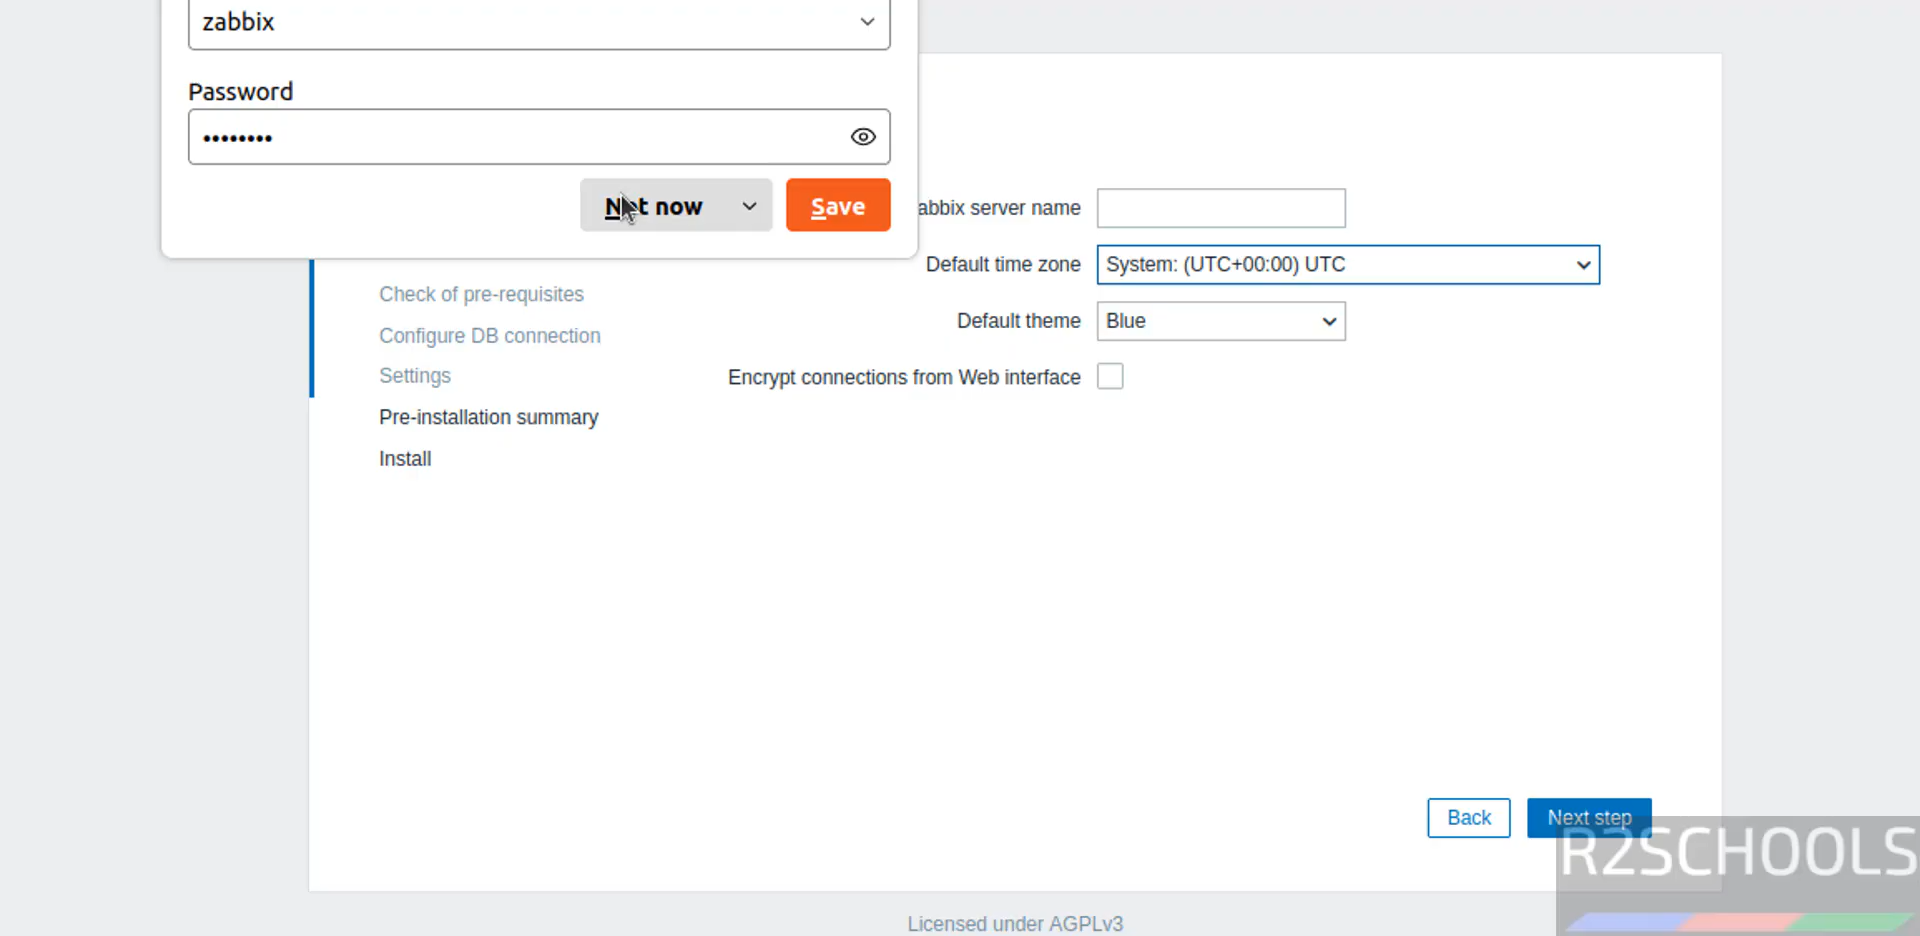 zabbix
Password
••••••••
Not now
Save
abbix server name
Default time zone
System: (UTC+00:00) UTC
Default theme
Blue
Encrypt connections from Web interface
Check of pre-requisites
Configure DB connection
Settings
Pre-installation summary
Install
Back
Next step
R2SCHOOLS
Licensed under AGPLv3